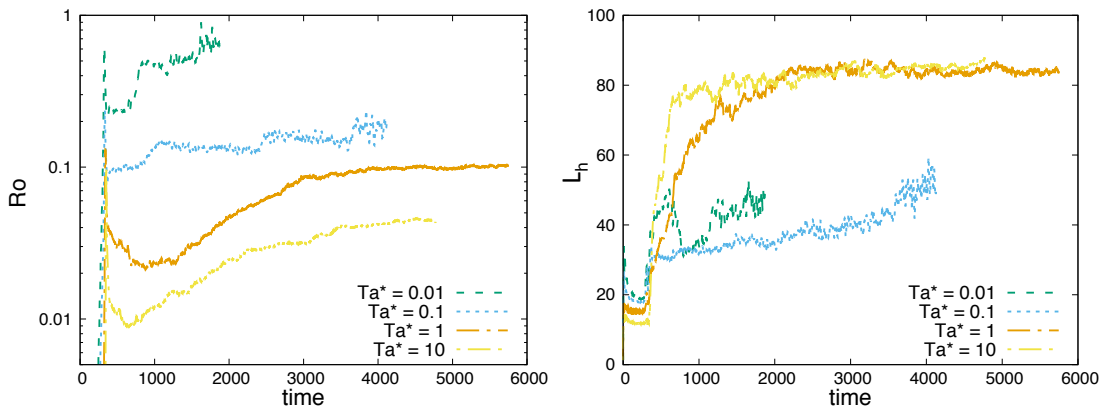 1
0.1
0.01
Ro
0 1000 2000 3000 4000 5000 6000
time
Ta* = 0.01
Ta* = 0.1
Ta* = 1
Ta* = 10
100
80
60
40
20
0
L_h
0 1000 2000 3000 4000 5000 6000
time
Ta* = 0.01
Ta* = 0.1
Ta* = 1
Ta* = 10